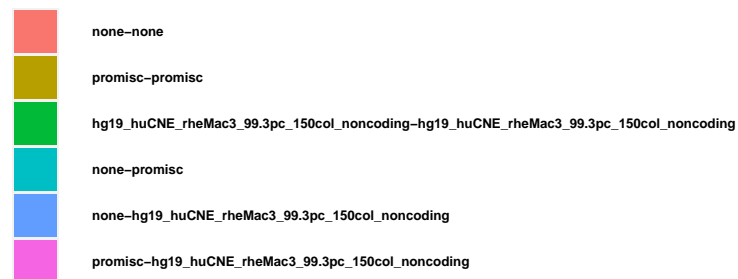 none–none
promisc–promisc
hg19_huCNE_rheMac3_99.3pc_150col_noncoding–hg19_huCNE_rheMac3_99.3pc_150col_noncoding
none–promisc
none–hg19_huCNE_rheMac3_99.3pc_150col_noncoding
promisc–hg19_huCNE_rheMac3_99.3pc_150col_noncoding